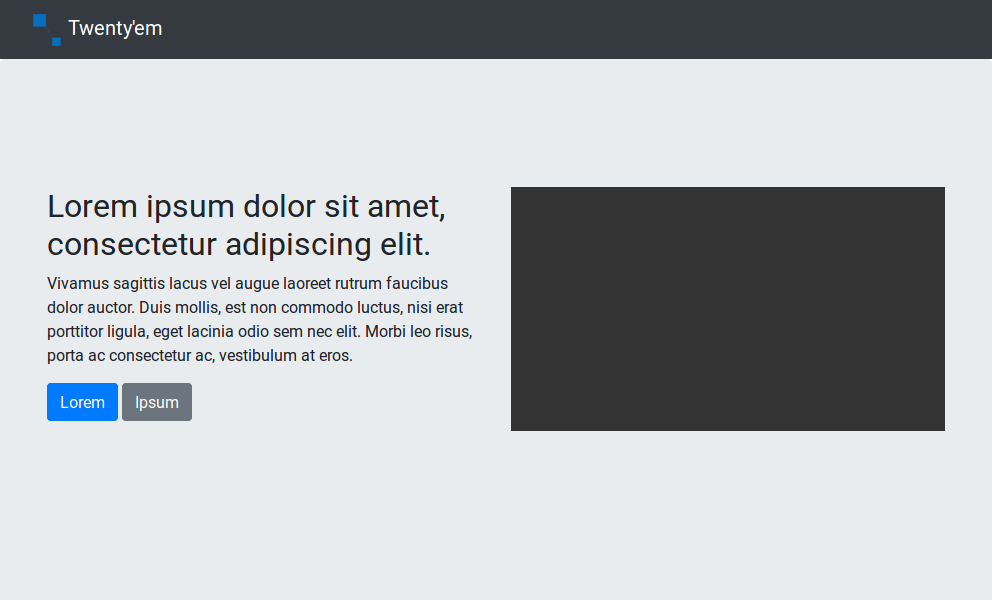 Twenty'em
Lorem ipsum dolor sit amet,
consectetur adipiscing elit.
Vivamus sagittis lacus vel augue laoreet rutrum faucibus
dolor auctor. Duis mollis, est non commodo luctus, nisi erat
porttitor ligula, eget lacinia odio sem nec elit. Morbi leo risus,
porta ac consectetur ac, vestibulum at eros.
Lorem
Ipsum